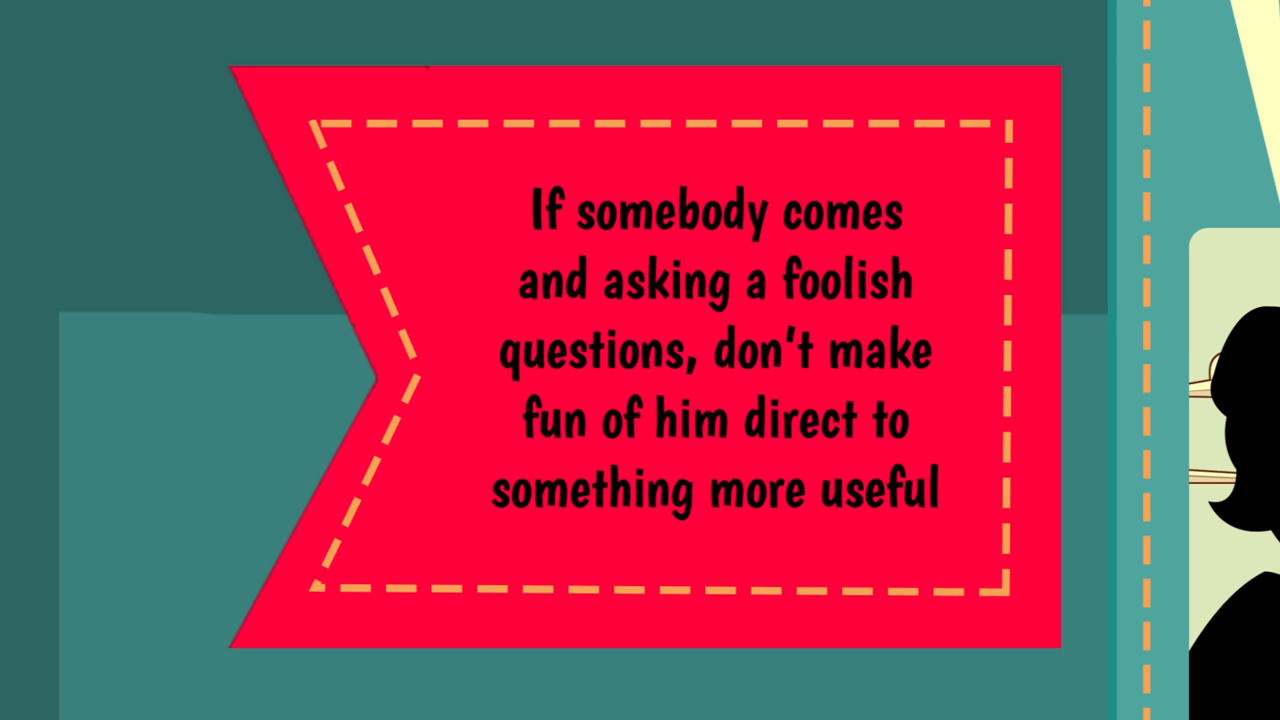 If somebody comes
and asking a foolish
questions, don't make
fun of him direct to
something more useful